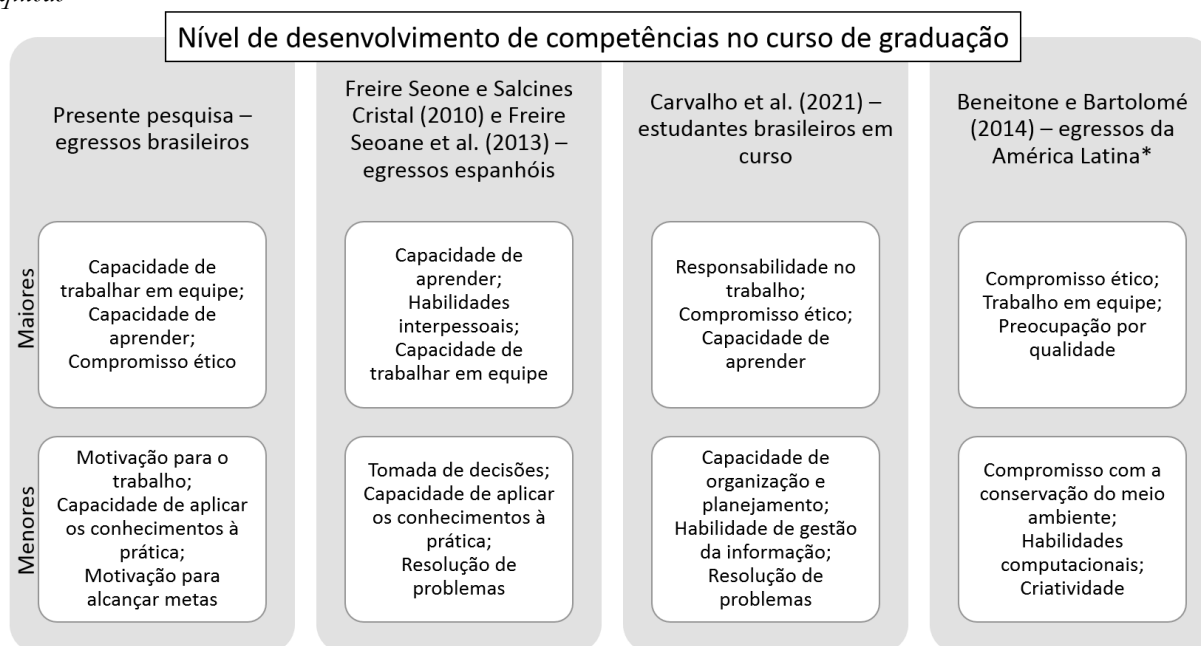 Nível de desenvolvimento de competências no curso de graduação
Presente pesquisa –
egressos brasileiros
Freire Seone e Salcines
Cristal (2010) e Freire
Seoane et al. (2013) –
egressos espanhóis
Carvalho et al. (2021) –
estudantes brasileiros em
curso
Beneitone e Bartolomé
(2014) – egressos da
América Latina*
Maiores
Capacidade de
trabalhar em equipe;
Capacidade de
aprender;
Compromisso ético
Capacidade de
aprender;
Habilidades
interpessoais;
Capacidade de
trabalhar em equipe
Responsabilidade no
trabalho;
Compromisso ético;
Capacidade de
aprender
Compromisso ético;
Trabalho em equipe;
Preocupação por
qualidade
Menores
Motivação para o
trabalho;
Capacidade de aplicar
os conhecimentos à
prática;
Motivação para
alcançar metas
Tomada de decisões;
Capacidade de aplicar
os conhecimentos à
prática;
Resolução de
problemas
Capacidade de
organização e
planejamento;
Habilidade de gestão
da informação;
Resolução de
problemas
Compromisso com a
conservação do meio
ambiente;
Habilidades
computacionais;
Criatividade